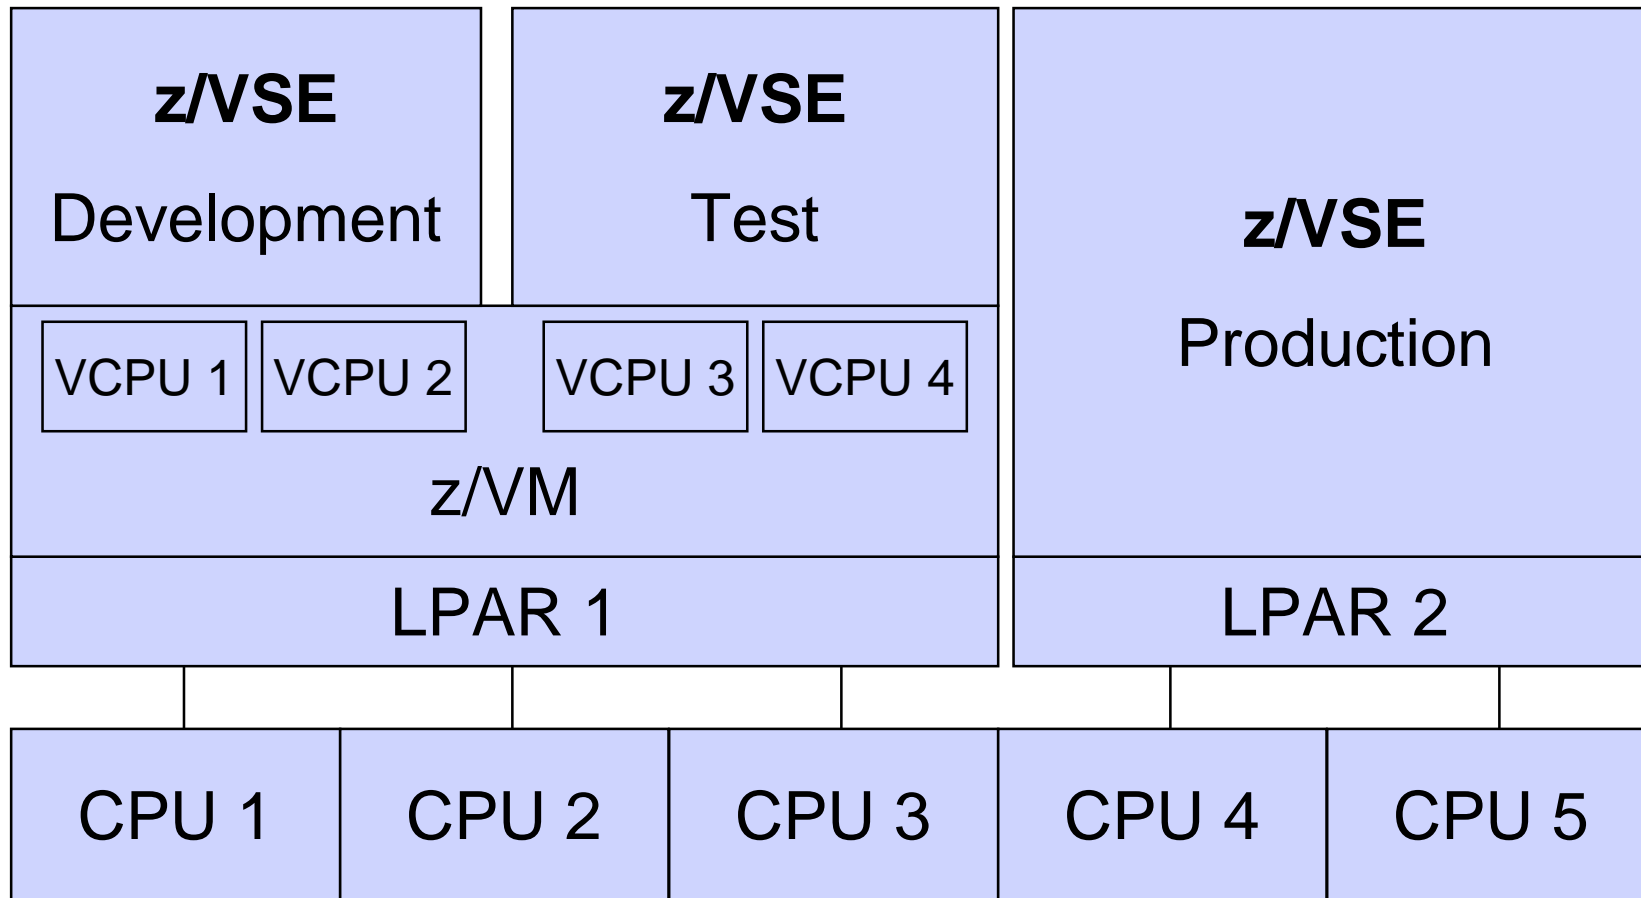 z/VSE
Development
z/VSE
Test
z/VSE
Production
VCPU 1
VCPU 2
VCPU 3
VCPU 4
z/VM
LPAR 1
LPAR 2
CPU 1
CPU 2
CPU 3
CPU 4
CPU 5